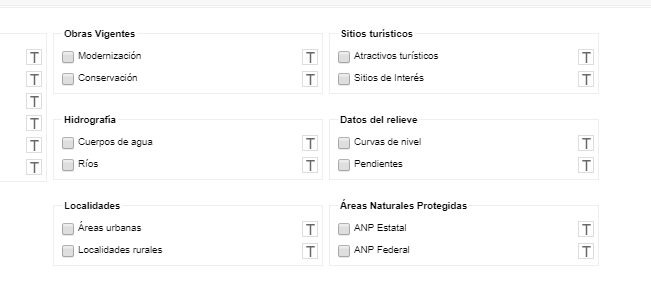 T
T
T
T
T
T
Obras Vigentes
Modernización T
Conservación T
Sitios turisticos
Atractivos turísticos T
Sitios de Interés T
Hidrografía
Cuerpos de agua T
Ríos T
Datos del relieve
Curvas de nivel T
Pendientes T
Localidades
Áreas urbanas T
Localidades rurales T
Áreas Naturales Protegidas
ANP Estatal T
ANP Federal T